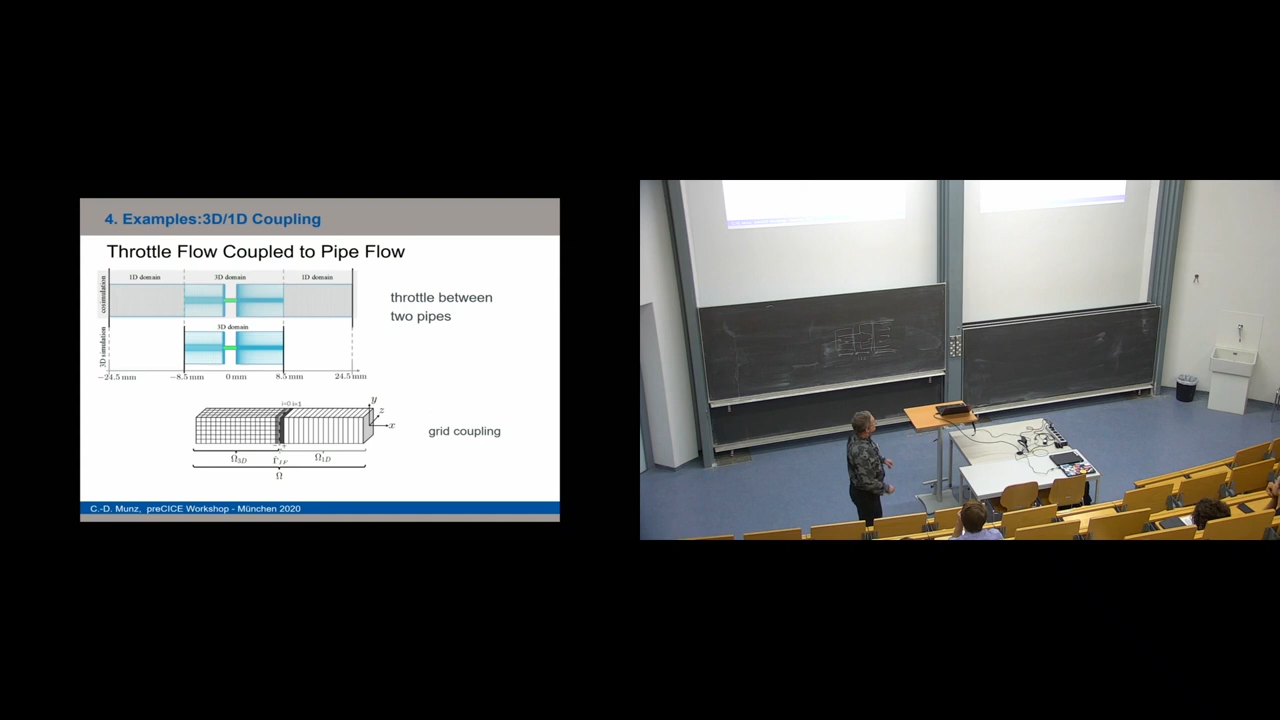 4. Examples:3D/1D Coupling
Throttle Flow Coupled to Pipe Flow
1D domain 3D domain 1D domain
cosimulation
throttle between
two pipes
3D domain
3D simulation
−24.5 mm −8.5 mm 0 mm 8.5 mm 24.5 mm
i=0 i=1
y
z
x
grid coupling
Ω3D Γ̂IF Ω1D
Ω
C.-D. Munz, preCICE Workshop - München 2020